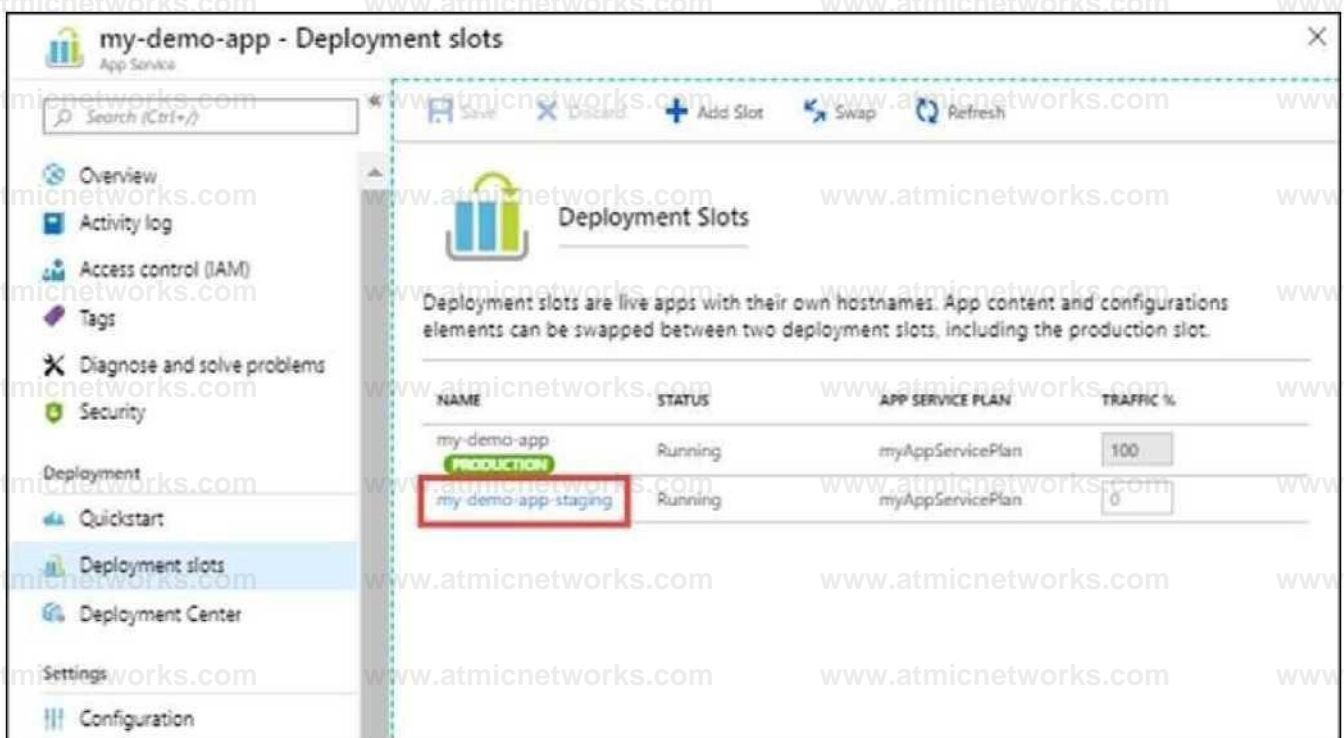 my-demo-app - Deployment slots
App Service
Search (Ctrl+/)
Overview
Activity log
Access control (IAM)
Tags
Diagnose and solve problems
Security
Deployment
Quickstart
Deployment slots
Deployment Center
Settings
Configuration
Save Discard Add Slot Swap Refresh
Deployment Slots
Deployment slots are live apps with their own hostnames. App content and configurations
elements can be swapped between two deployment slots, including the production slot.
NAME STATUS APP SERVICE PLAN TRAFFIC %
my-demo-app Running myAppServicePlan 100
PRODUCTION
my-demo-app-staging Running myAppServicePlan 0
www.atmicnetworks.com